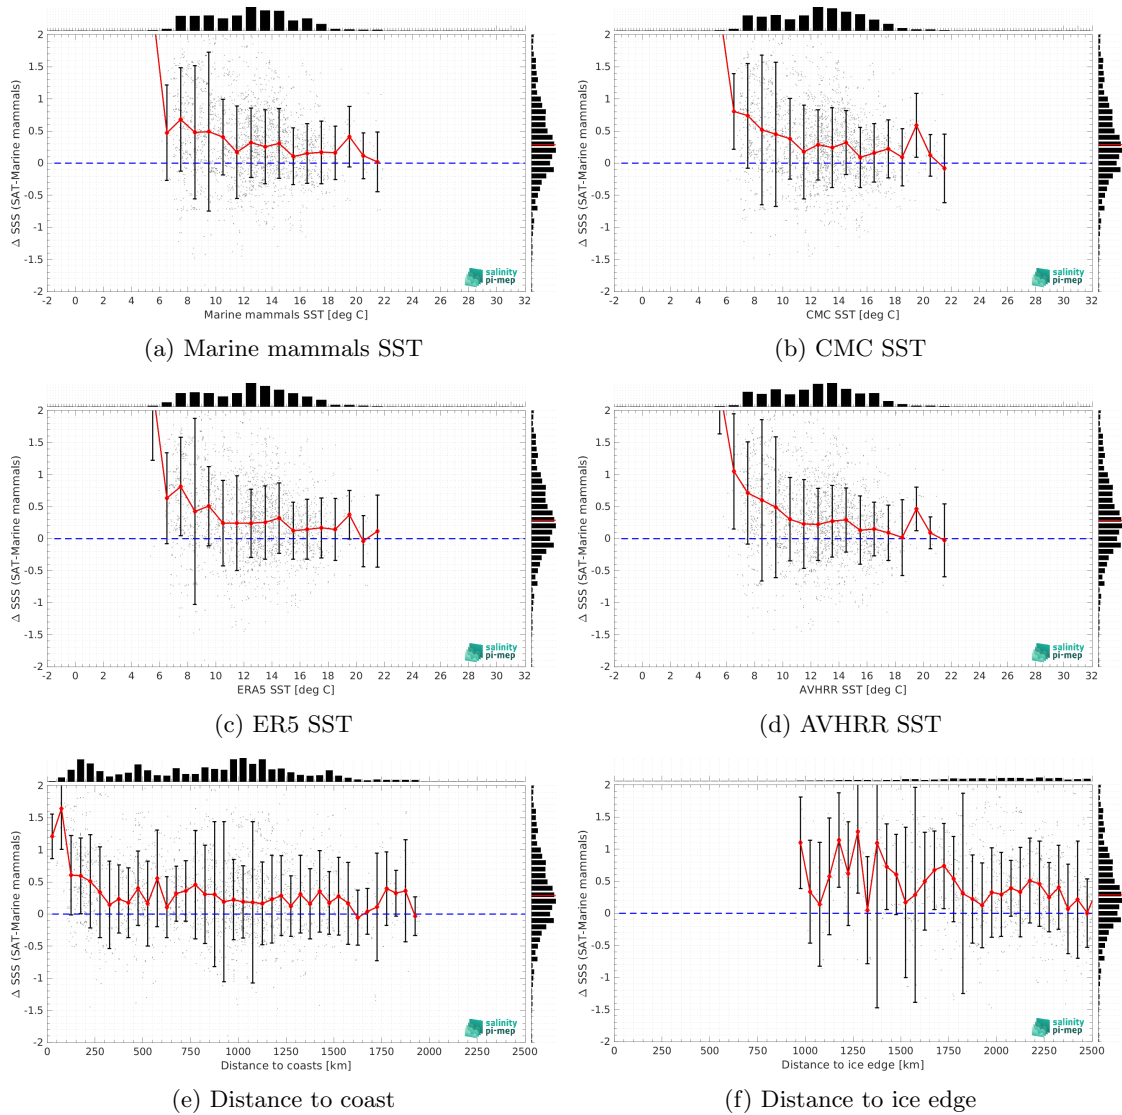 2
1.5
1
0.5
0
-0.5
-1
-1.5
-2
Δ SSS (SAT-Marine mammals)
salinity
pi-mep
-2 0 2 4 6 8 10 12 14 16 18 20 22 24 26 28 30 32
Marine mammals SST [deg C]
(a) Marine mammals SST
2
1.5
1
0.5
0
-0.5
-1
-1.5
-2
Δ SSS (SAT-Marine mammals)
salinity
pi-mep
-2 0 2 4 6 8 10 12 14 16 18 20 22 24 26 28 30 32
CMC SST [deg C]
(b) CMC SST
2
1.5
1
0.5
0
-0.5
-1
-1.5
-2
Δ SSS (SAT-Marine mammals)
salinity
pi-mep
-2 0 2 4 6 8 10 12 14 16 18 20 22 24 26 28 30 32
ERA5 SST [deg C]
(c) ER5 SST
2
1.5
1
0.5
0
-0.5
-1
-1.5
-2
Δ SSS (SAT-Marine mammals)
salinity
pi-mep
-2 0 2 4 6 8 10 12 14 16 18 20 22 24 26 28 30 32
AVHRR SST [deg C]
(d) AVHRR SST
2
1.5
1
0.5
0
-0.5
-1
-1.5
-2
Δ SSS (SAT-Marine mammals)
salinity
pi-mep
0 250 500 750 1000 1250 1500 1750 2000 2250 2500
Distance to coasts [km]
(e) Distance to coast
2
1.5
1
0.5
0
-0.5
-1
-1.5
-2
Δ SSS (SAT-Marine mammals)
salinity
pi-mep
0 250 500 750 1000 1250 1500 1750 2000 2250 2500
Distance to ice edge [km]
(f) Distance to ice edge